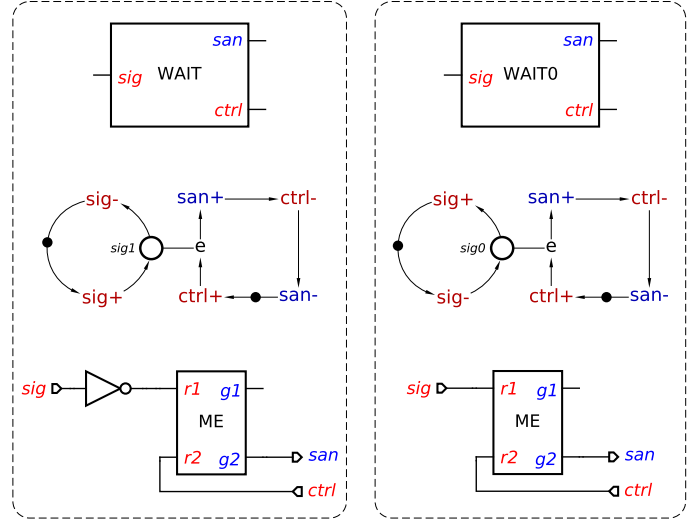 san
sig WAIT
ctrl
sig-
san+ ctrl-
sig1 e
sig+ ctrl+ san-
sig r1 g1
ME
r2 g2 san
ctrl
san
sig WAIT0
ctrl
sig+
san+ ctrl-
sig0 e
sig- ctrl+ san-
sig r1 g1
ME
r2 g2 san
ctrl